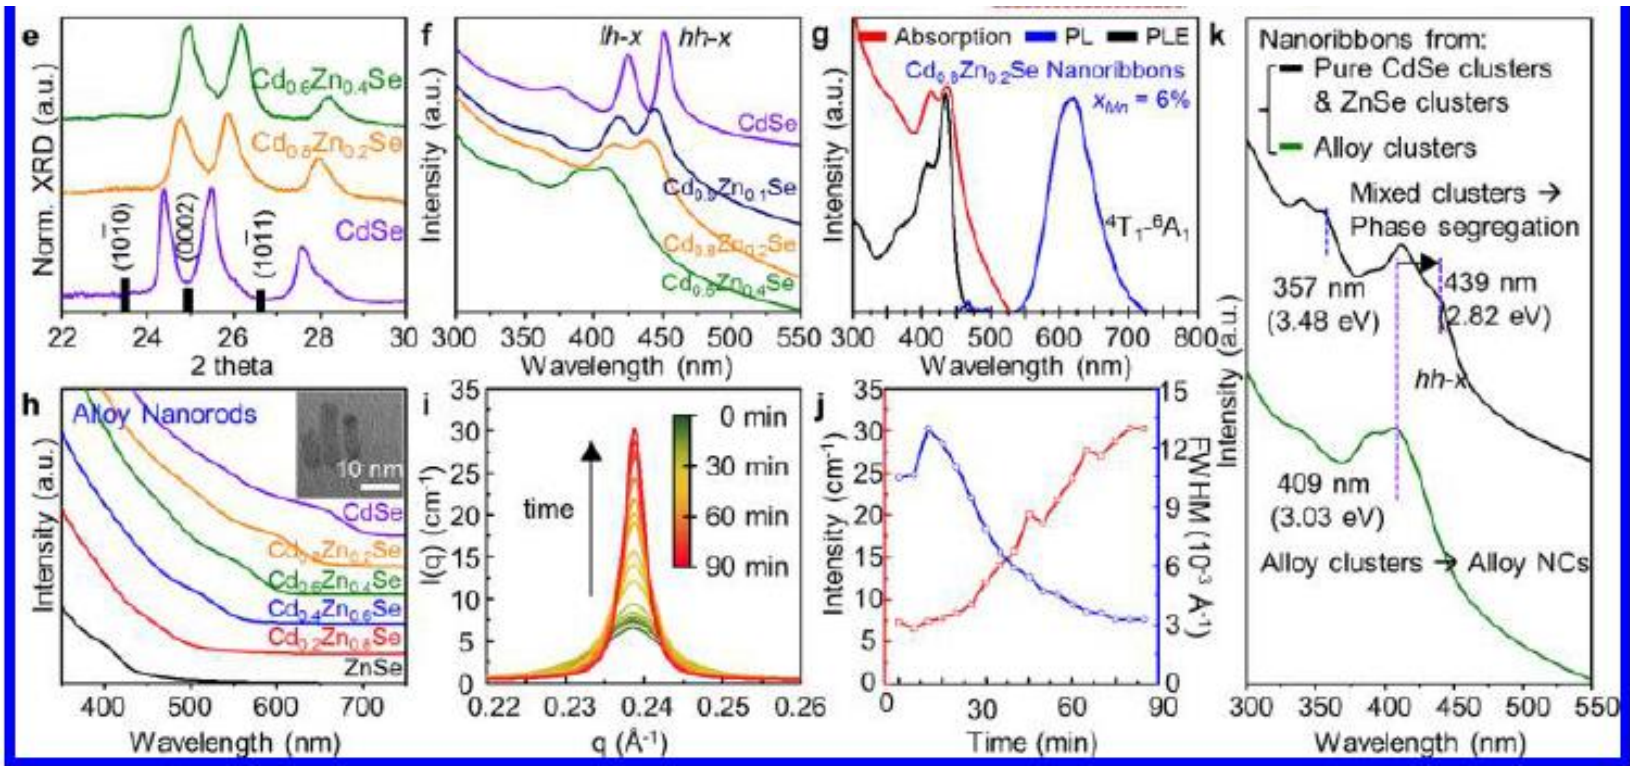 e
Norm. XRD (a.u.)
Cd0.6Zn0.4Se
Cd0.8Zn0.2Se
CdSe
(101̄0)
(0002)
(101̄1)
22 24 26 28 30
2 theta
f
Intensity (a.u.)
lh-x hh-x
CdSe
Cd0.9Zn0.1Se
Cd0.8Zn0.2Se
Cd0.6Zn0.4Se
300 350 400 450 500 550
Wavelength (nm)
g
Intensity (a.u.)
Absorption PL PLE
Cd0.8Zn0.2Se Nanoribbons
xMn = 6%
4T1-6A1
300 400 500 600 700 800
Wavelength (nm)
h
Intensity (a.u.)
Alloy Nanorods
10 nm
CdSe
Cd0.8Zn0.2Se
Cd0.6Zn0.4Se
Cd0.4Zn0.6Se
Cd0.2Zn0.8Se
ZnSe
400 500 600 700
Wavelength (nm)
i
I(q) (cm-1)
35
30
25
20
15
10
5
0
time
0 min
30 min
60 min
90 min
0.22 0.23 0.24 0.25 0.26
q (Å-1)
j
Intensity (cm-1)
35
30
25
20
15
10
5
0
15
12
9
6
3
0
FWHM (10-3 Å-1)
0 30 60 90
Time (min)
k
Intensity (a.u.)
Nanoribbons from:
Pure CdSe clusters
& ZnSe clusters
Alloy clusters
Mixed clusters →
Phase segregation
357 nm
(3.48 eV)
439 nm
(2.82 eV)
hh-x
409 nm
(3.03 eV)
Alloy clusters → Alloy NCs
300 350 400 450 500 550
Wavelength (nm)